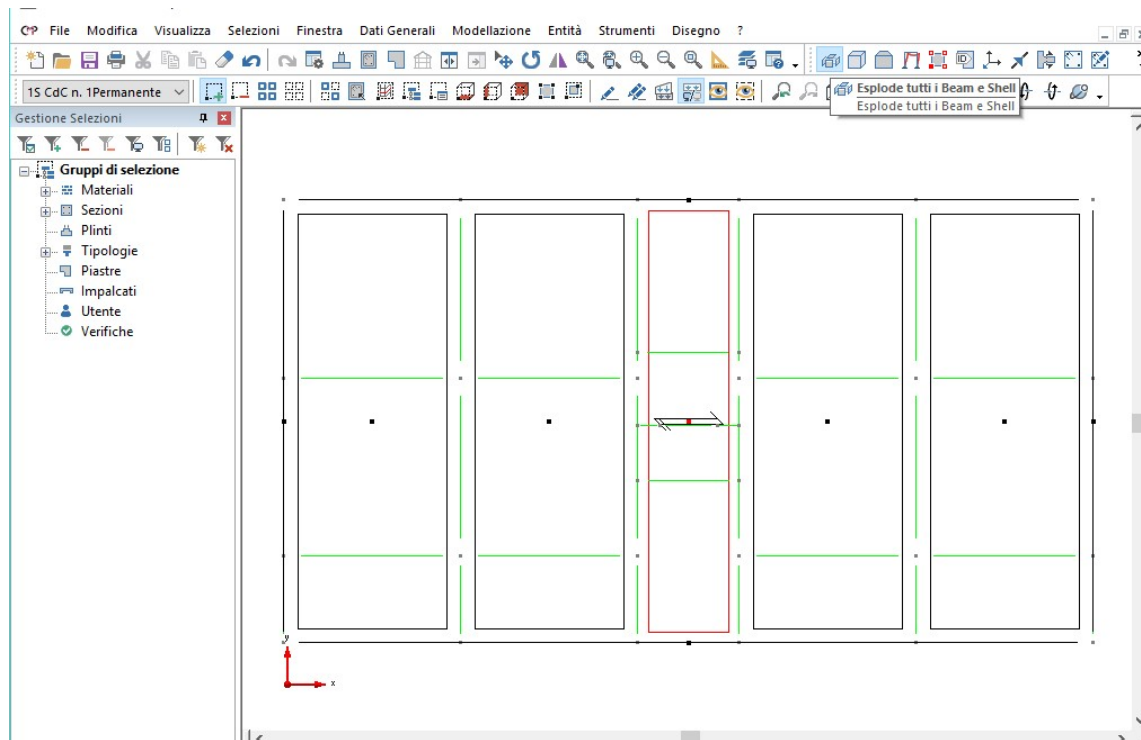 CMP File Modifica Visualizza Selezioni Finestra Dati Generali Modellazione Entità Strumenti Disegno ?
1S CdC n. 1Permanente
Esplode tutti i Beam e Shell
Esplode tutti i Beam e Shell
Gestione Selezioni
Gruppi di selezione
Materiali
Sezioni
Plinti
Tipologie
Piastre
Impalcati
Utente
Verifiche
y
x